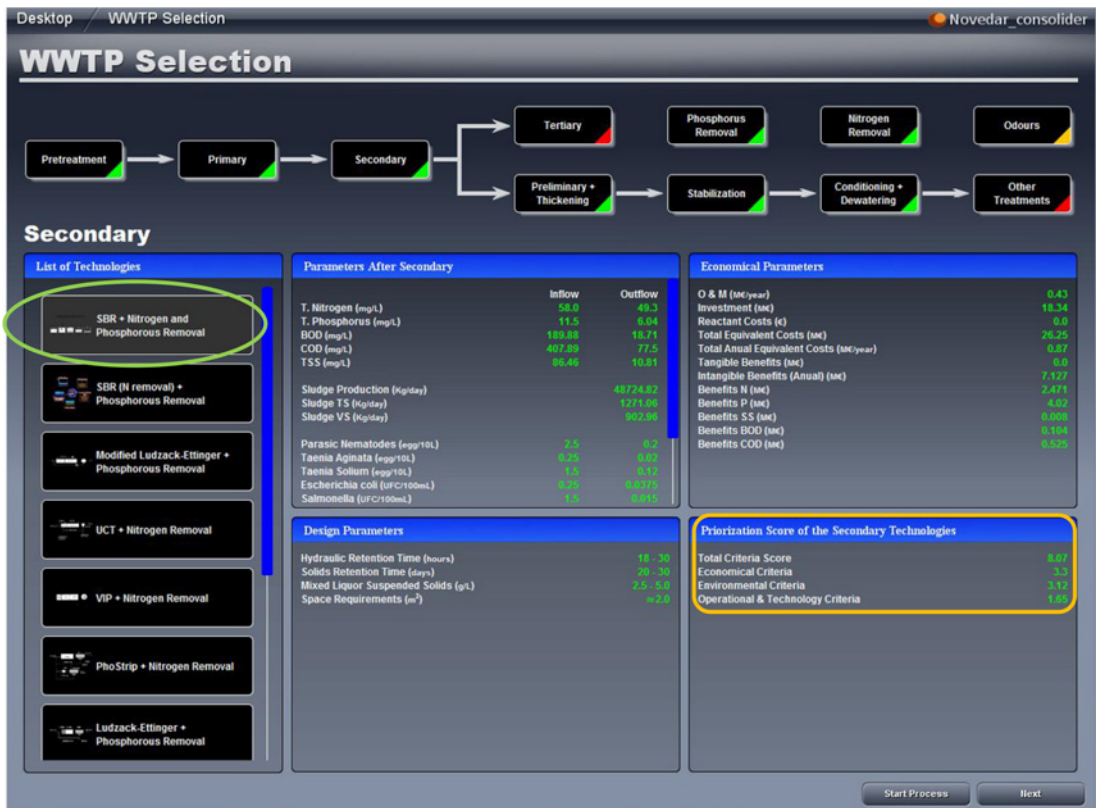 Desktop / WWTP Selection
Novedar_consolider
WWTP Selection
Tertiary
Phosphorus
Removal
Nitrogen
Removal
Odours
Pretreatment
Primary
Secondary
Preliminary +
Thickening
Stabilization
Conditioning +
Dewatering
Other
Treatments
Secondary
List of Technologies
SBR + Nitrogen and
Phosphorous Removal
SBR (N removal) +
Phosphorous Removal
Modified Ludzack-Ettinger +
Phosphorous Removal
UCT + Nitrogen Removal
VIP + Nitrogen Removal
PhoStrip + Nitrogen Removal
Ludzack-Ettinger +
Phosphorous Removal
Parameters After Secondary
Inflow Outflow
T. Nitrogen (mg/L) 58.0 49.3
T. Phosphorus (mg/L) 11.5 6.04
BOD (mg/L) 189.88 18.71
COD (mg/L) 407.89 77.5
TSS (mg/L) 86.46 10.81
Sludge Production (Kg/day) 48724.82
Sludge TS (Kg/day) 1271.06
Sludge VS (Kg/day) 902.96
Parasic Nematodes (egg/10L) 2.5 0.2
Taenia Aginata (egg/10L) 0.25 0.02
Taenia Solium (egg/10L) 1.5 0.12
Escherichia coli (UFC/100mL) 0.25 0.0375
Salmonella (UFC/100mL) 1.5 0.015
Economical Parameters
O & M (M€/year) 0.43
Investment (M€) 18.34
Reactant Costs (€) 0.0
Total Equivalent Costs (M€) 26.25
Total Anual Equivalent Costs (M€/year) 0.87
Tangible Benefits (M€) 0.0
Intangible Benefits (Anual) (M€) 7.127
Benefits N (M€) 2.471
Benefits P (M€) 4.02
Benefits SS (M€) 0.008
Benefits BOD (M€) 0.104
Benefits COD (M€) 0.525
Design Parameters
Hydraulic Retention Time (hours) 18 - 30
Solids Retention Time (days) 20 - 30
Mixed Liquor Suspended Solids (g/L) 2.5 - 5.0
Space Requirements (m²) ≈2.0
Priorization Score of the Secondary Technologies
Total Criteria Score 8.07
Economical Criteria 3.3
Environmental Criteria 3.12
Operational & Technology Criteria 1.65
Start Process
Next